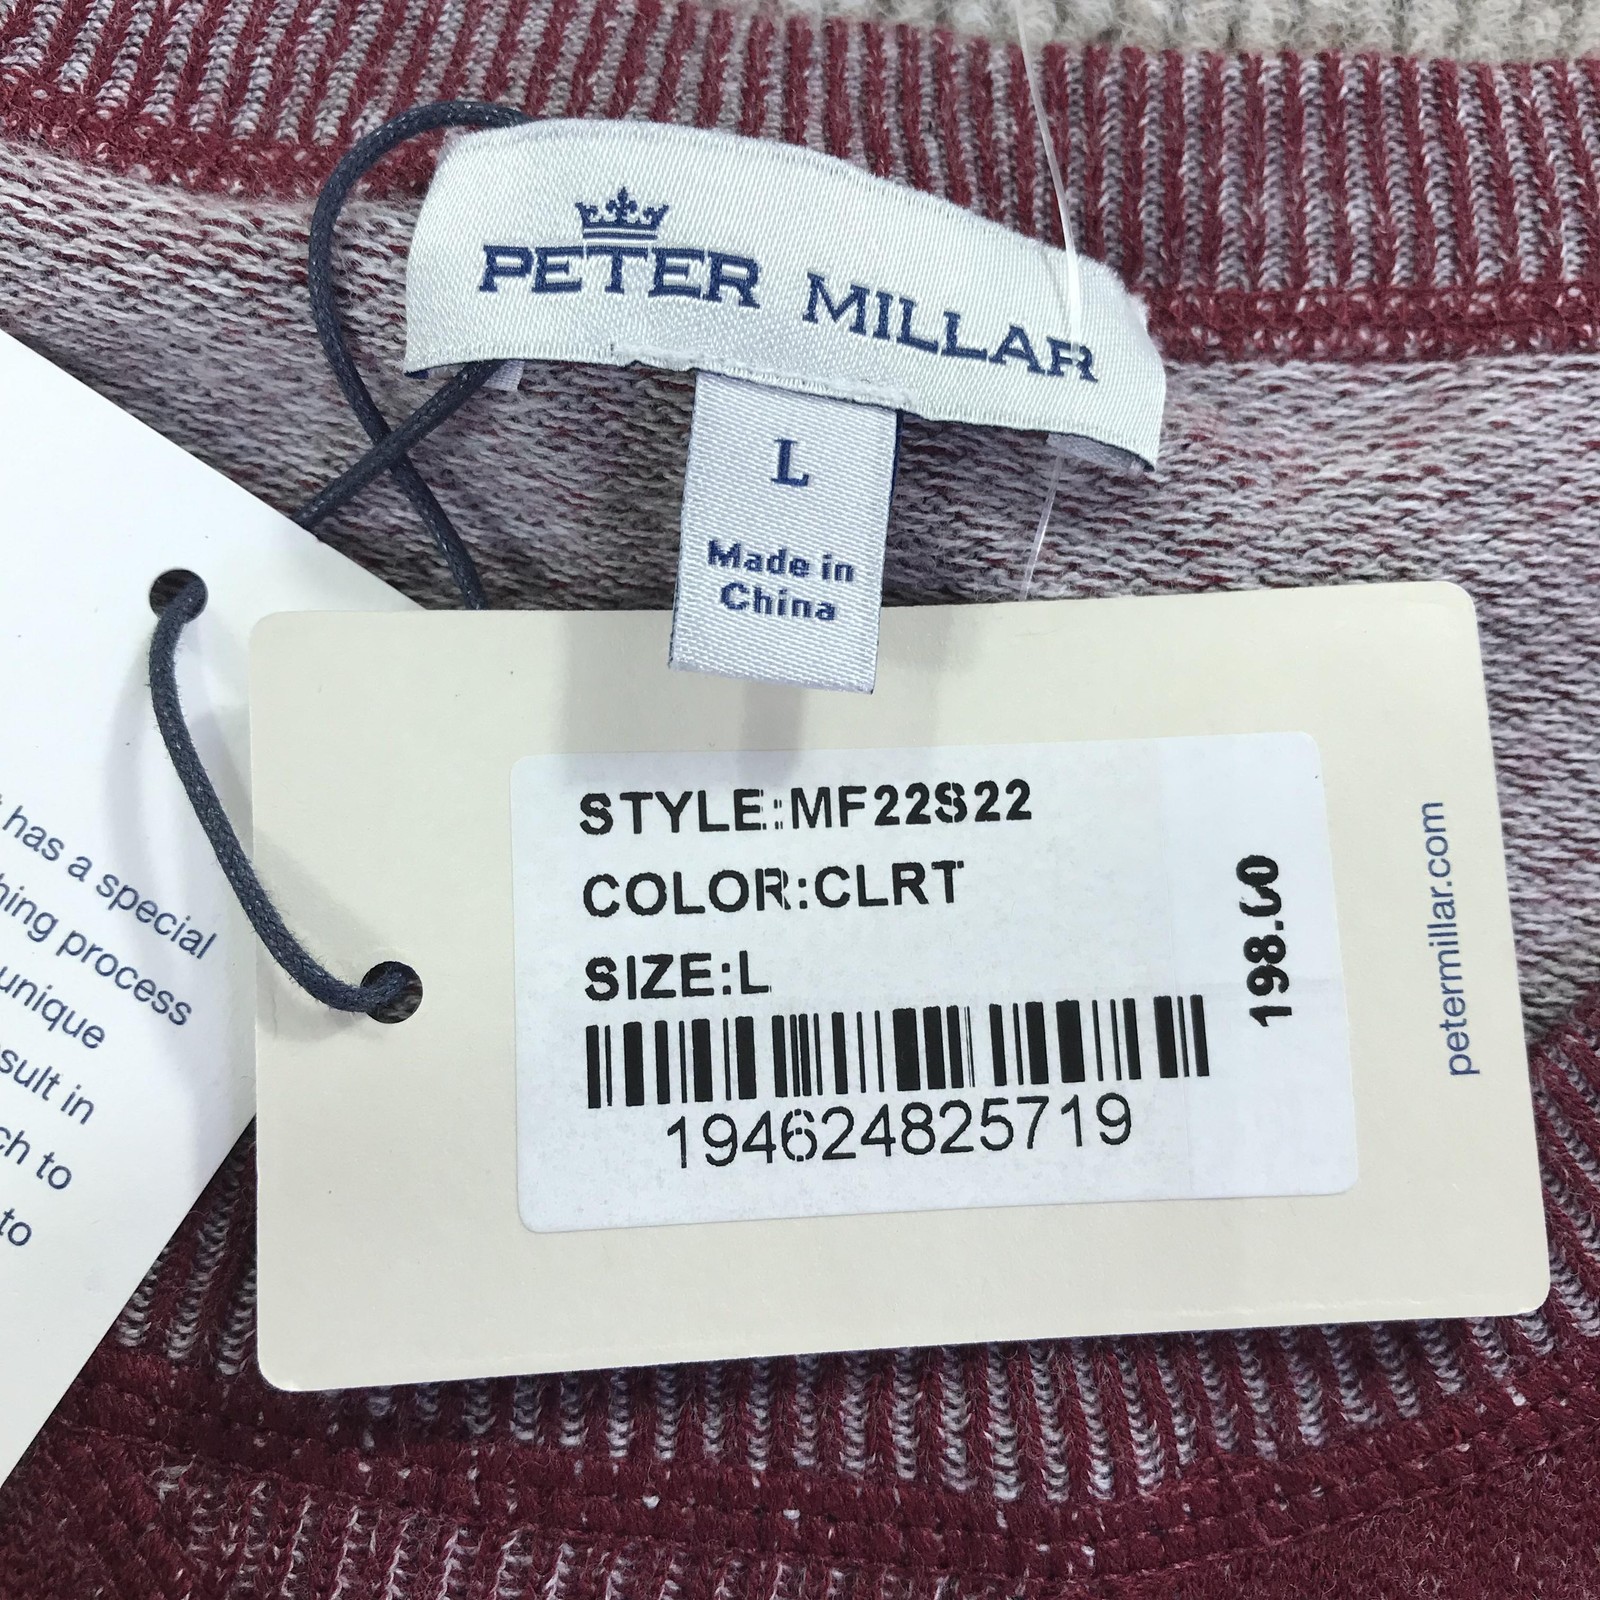 PETER MILLAR
L
Made in
China
STYLE:MF22S22
COLOR:CLRT
SIZE:L
194624825719
198.00
petermillar.com
has a special
hing process
unique
sult in
ch to
to